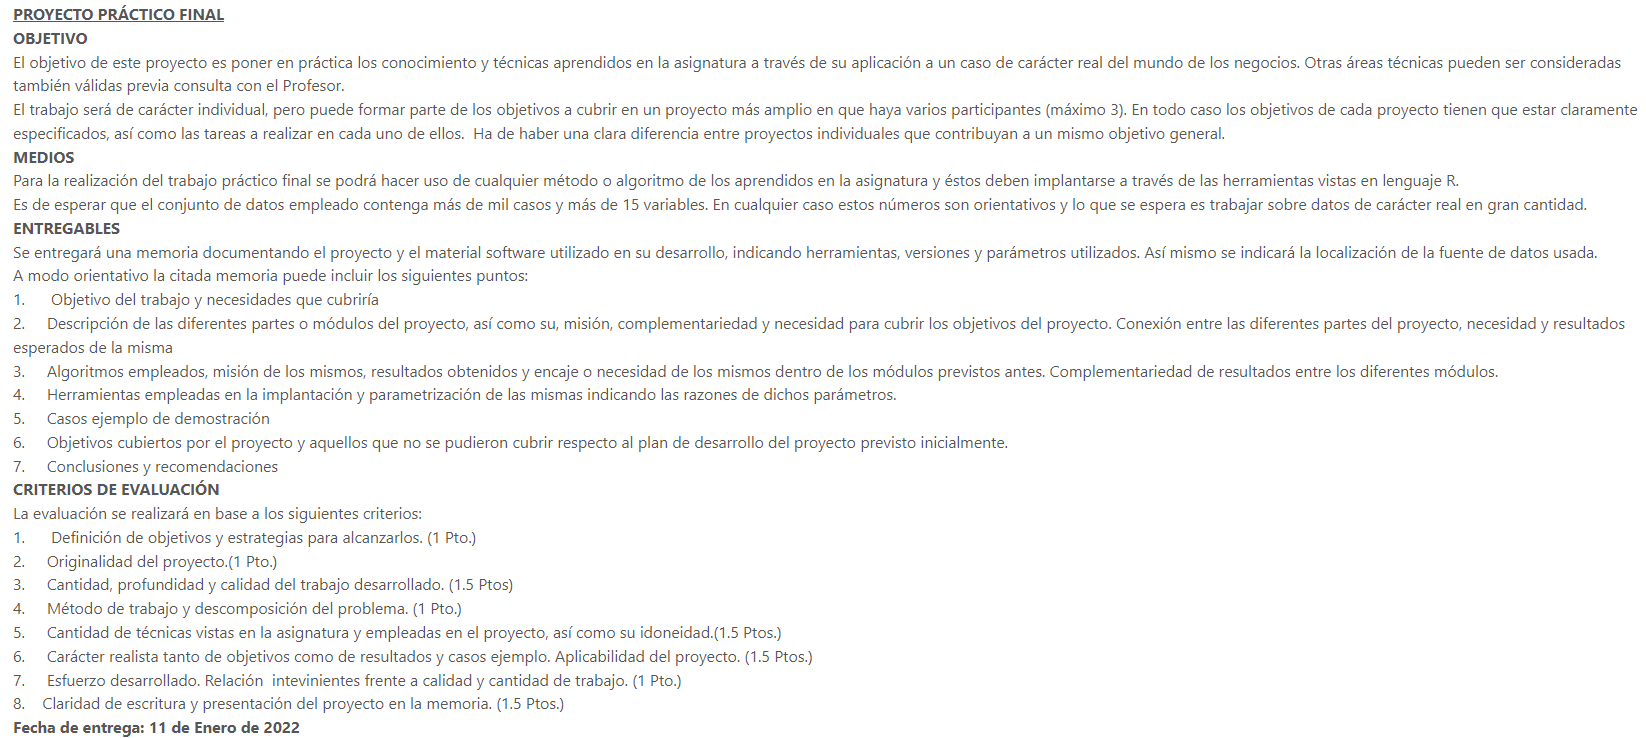 PROYECTO PRÁCTICO FINAL
OBJETIVO
El objetivo de este proyecto es poner en práctica los conocimiento y técnicas aprendidos en la asignatura a través de su aplicación a un caso de carácter real del mundo de los negocios. Otras áreas técnicas pueden ser consideradas
también válidas previa consulta con el Profesor.
El trabajo será de carácter individual, pero puede formar parte de los objetivos a cubrir en un proyecto más amplio en que haya varios participantes (máximo 3). En todo caso los objetivos de cada proyecto tienen que estar claramente
especificados, así como las tareas a realizar en cada uno de ellos.  Ha de haber una clara diferencia entre proyectos individuales que contribuyan a un mismo objetivo general.
MEDIOS
Para la realización del trabajo práctico final se podrá hacer uso de cualquier método o algoritmo de los aprendidos en la asignatura y éstos deben implantarse a través de las herramientas vistas en lenguaje R.
Es de esperar que el conjunto de datos empleado contenga más de mil casos y más de 15 variables. En cualquier caso estos números son orientativos y lo que se espera es trabajar sobre datos de carácter real en gran cantidad.
ENTREGABLES
Se entregará una memoria documentando el proyecto y el material software utilizado en su desarrollo, indicando herramientas, versiones y parámetros utilizados. Así mismo se indicará la localización de la fuente de datos usada.
A modo orientativo la citada memoria puede incluir los siguientes puntos:
1. Objetivo del trabajo y necesidades que cubriría
2. Descripción de las diferentes partes o módulos del proyecto, así como su, misión, complementariedad y necesidad para cubrir los objetivos del proyecto. Conexión entre las diferentes partes del proyecto, necesidad y resultados
esperados de la misma
3. Algoritmos empleados, misión de los mismos, resultados obtenidos y encaje o necesidad de los mismos dentro de los módulos previstos antes. Complementariedad de resultados entre los diferentes módulos.
4. Herramientas empleadas en la implantación y parametrización de las mismas indicando las razones de dichos parámetros.
5. Casos ejemplo de demostración
6. Objetivos cubiertos por el proyecto y aquellos que no se pudieron cubrir respecto al plan de desarrollo del proyecto previsto inicialmente.
7. Conclusiones y recomendaciones
CRITERIOS DE EVALUACIÓN
La evaluación se realizará en base a los siguientes criterios:
1. Definición de objetivos y estrategias para alcanzarlos. (1 Pto.)
2. Originalidad del proyecto.(1 Pto.)
3. Cantidad, profundidad y calidad del trabajo desarrollado. (1.5 Ptos)
4. Método de trabajo y descomposición del problema. (1 Pto.)
5. Cantidad de técnicas vistas en la asignatura y empleadas en el proyecto, así como su idoneidad.(1.5 Ptos.)
6. Carácter realista tanto de objetivos como de resultados y casos ejemplo. Aplicabilidad del proyecto. (1.5 Ptos.)
7. Esfuerzo desarrollado. Relación  intevinientes frente a calidad y cantidad de trabajo. (1 Pto.)
8. Claridad de escritura y presentación del proyecto en la memoria. (1.5 Ptos.)
Fecha de entrega: 11 de Enero de 2022